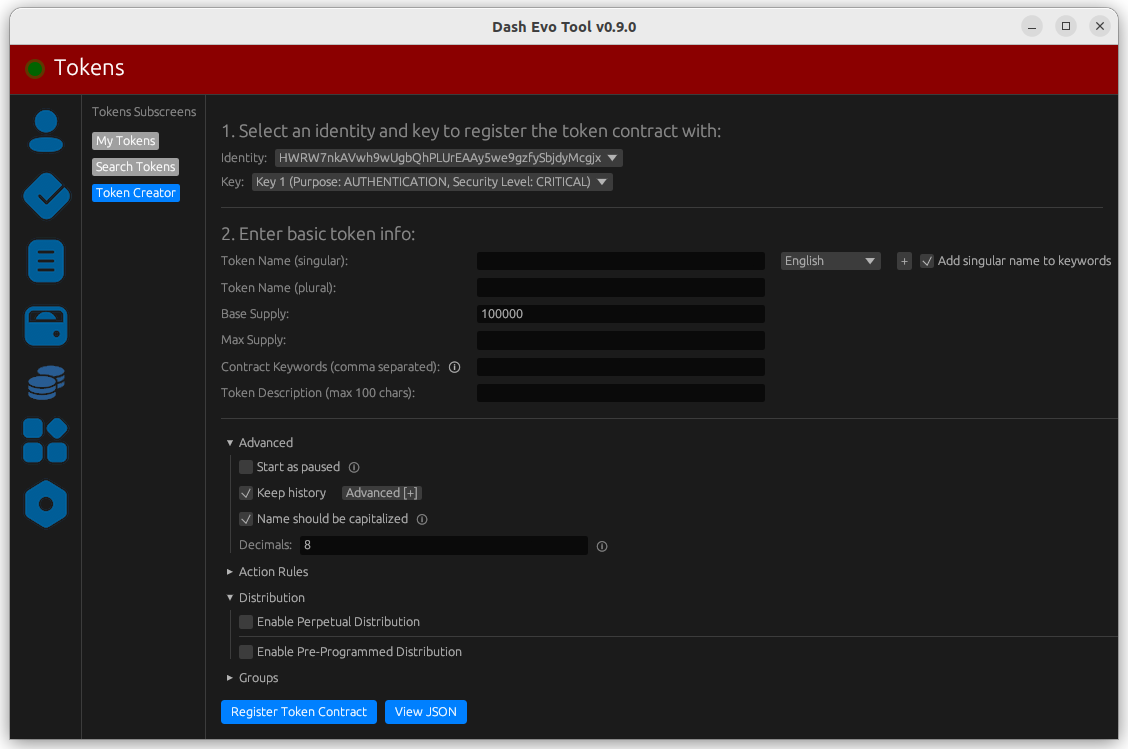 Dash Evo Tool v0.9.0
Tokens
Tokens Subscreens
My Tokens
Search Tokens
Token Creator
1. Select an identity and key to register the token contract with:
Identity: HWRW7nkAVwh9wUgbQhPLUrEAAy5we9gzfySbjdyMcgjx
Key: Key 1 (Purpose: AUTHENTICATION, Security Level: CRITICAL)
2. Enter basic token info:
Token Name (singular): English + Add singular name to keywords
Token Name (plural):
Base Supply: 100000
Max Supply:
Contract Keywords (comma separated):
Token Description (max 100 chars):
Advanced
Start as paused
Keep history Advanced [+]
Name should be capitalized
Decimals: 8
Action Rules
Distribution
Enable Perpetual Distribution
Enable Pre-Programmed Distribution
Groups
Register Token Contract View JSON